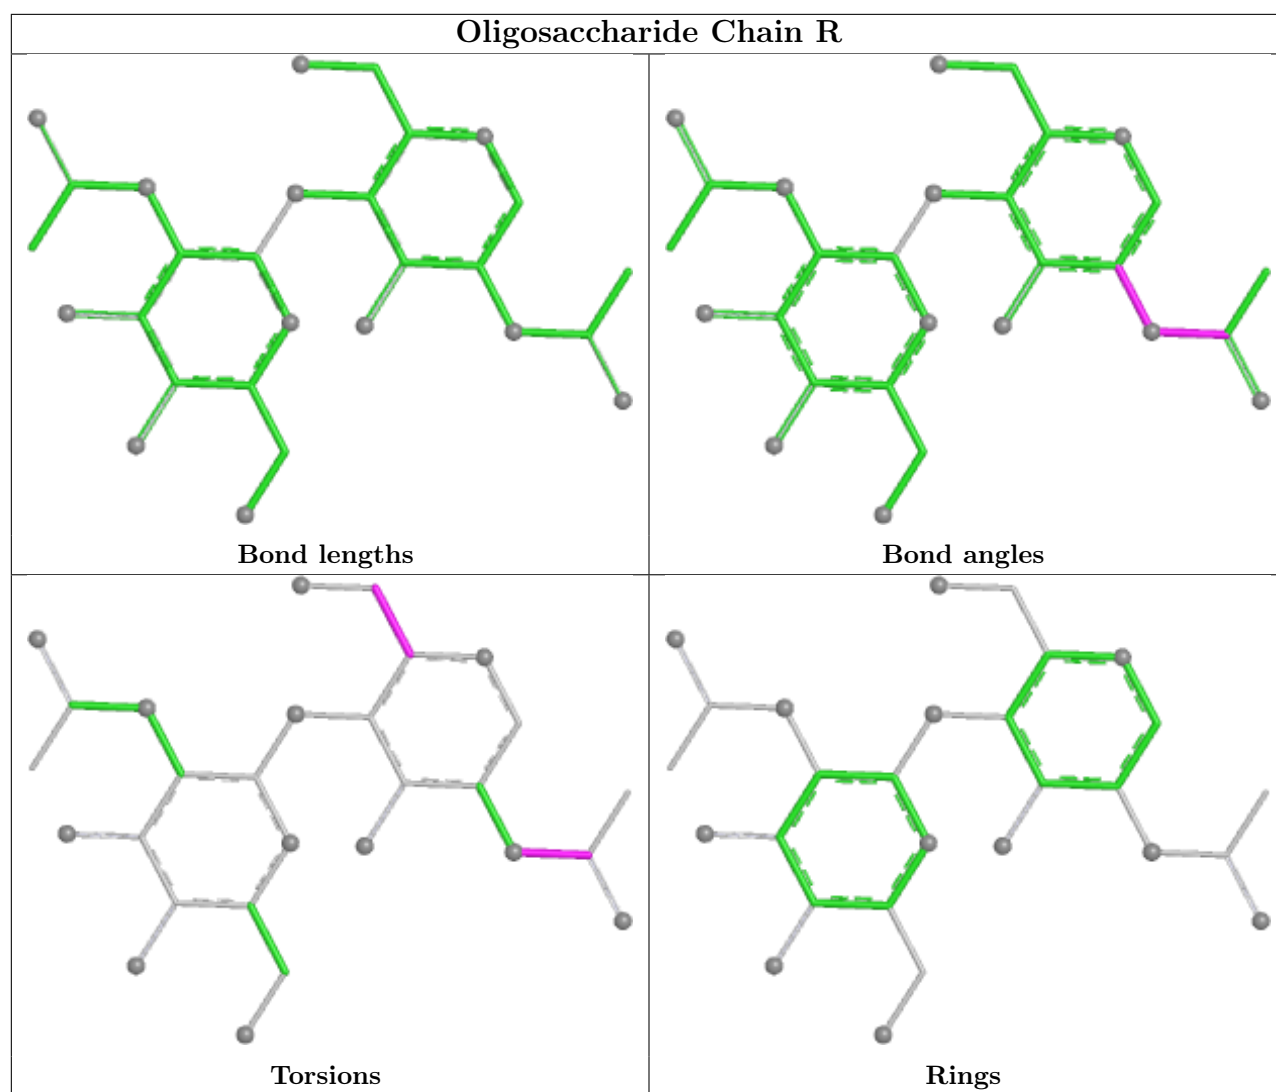 Oligosaccharide Chain R
Bond lengths
Bond angles
Torsions
Rings